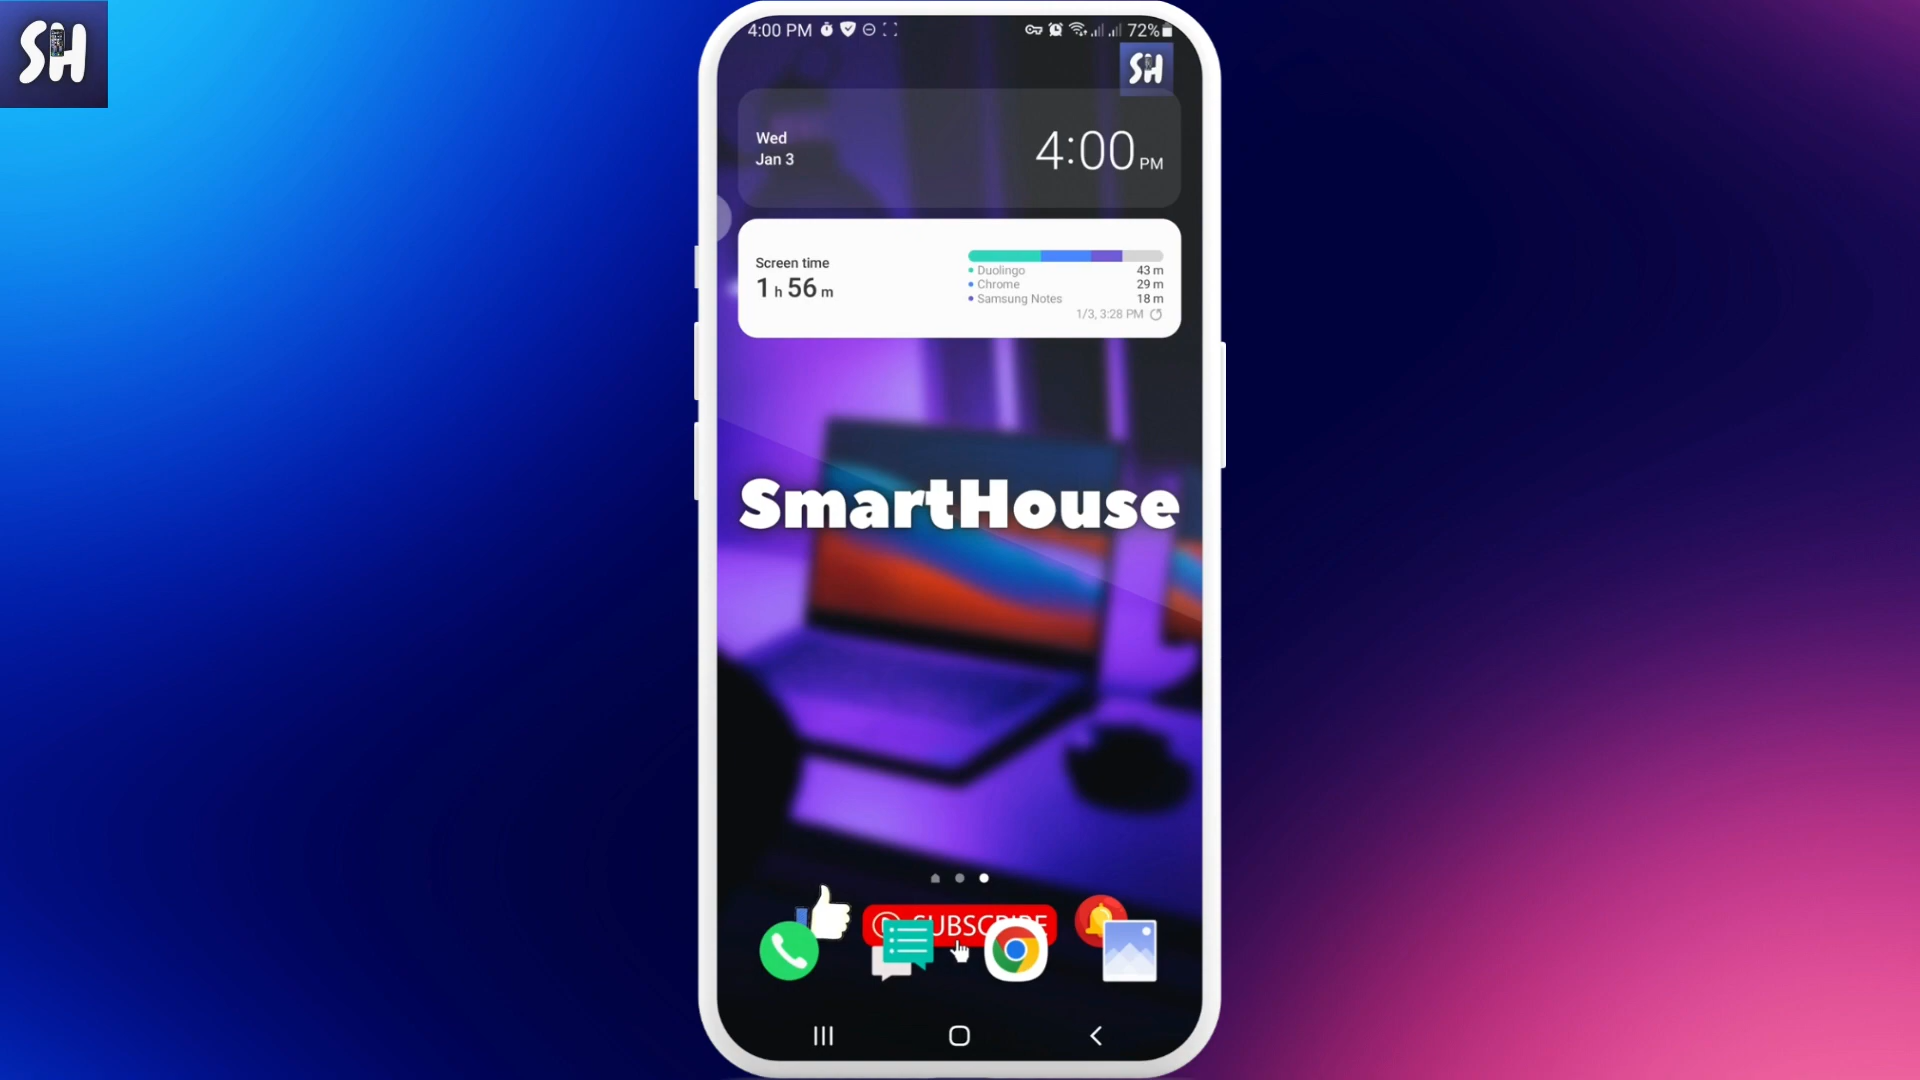 SH
4:00 PM
72%
SH
Wed
Jan 3
4:00 PM
Screen time
1 h 56 m
Duolingo 43 m
Chrome 29 m
Samsung Notes 18 m
1/3, 3:28 PM
SmartHouse
SUBSCRIBE